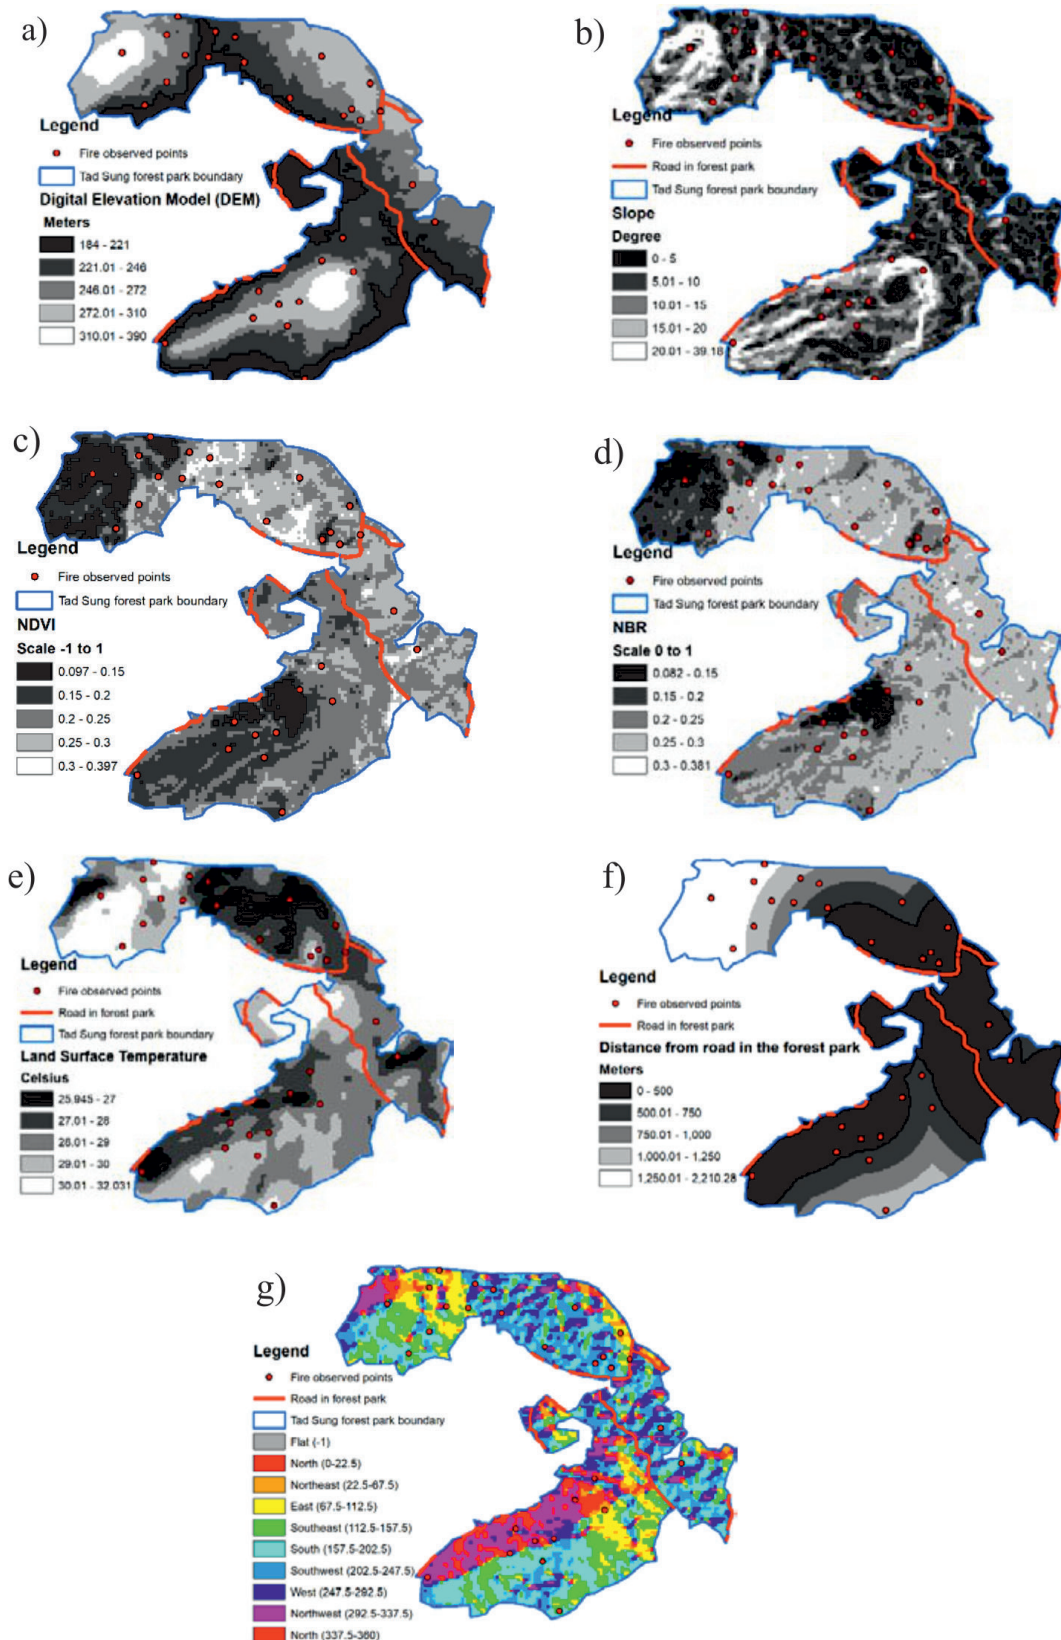 a)
Legend
Fire observed points
Tad Sung forest park boundary
Digital Elevation Model (DEM)
Meters
184 - 221
221.01 - 246
246.01 - 272
272.01 - 310
310.01 - 390
b)
Legend
Fire observed points
Road in forest park
Tad Sung forest park boundary
Slope
Degree
0 - 5
5.01 - 10
10.01 - 15
15.01 - 20
20.01 - 39.18
c)
Legend
Fire observed points
Tad Sung forest park boundary
NDVI
Scale -1 to 1
0.097 - 0.15
0.15 - 0.2
0.2 - 0.25
0.25 - 0.3
0.3 - 0.397
d)
Legend
Fire observed points
Tad Sung forest park boundary
NBR
Scale 0 to 1
0.082 - 0.15
0.15 - 0.2
0.2 - 0.25
0.25 - 0.3
0.3 - 0.381
e)
Legend
Fire observed points
Road in forest park
Tad Sung forest park boundary
Land Surface Temperature
Celsius
25.945 - 27
27.01 - 28
28.01 - 29
29.01 - 30
30.01 - 32.031
f)
Legend
Fire observed points
Road in forest park
Distance from road in the forest park
Meters
0 - 500
500.01 - 750
750.01 - 1,000
1,000.01 - 1,250
1,250.01 - 2,210.28
g)
Legend
Fire observed points
Road in forest park
Tad Sung forest park boundary
Flat (-1)
North (0-22.5)
Northeast (22.5-67.5)
East (67.5-112.5)
Southeast (112.5-157.5)
South (157.5-202.5)
Southwest (202.5-247.5)
West (247.5-292.5)
Northwest (292.5-337.5)
North (337.5-360)